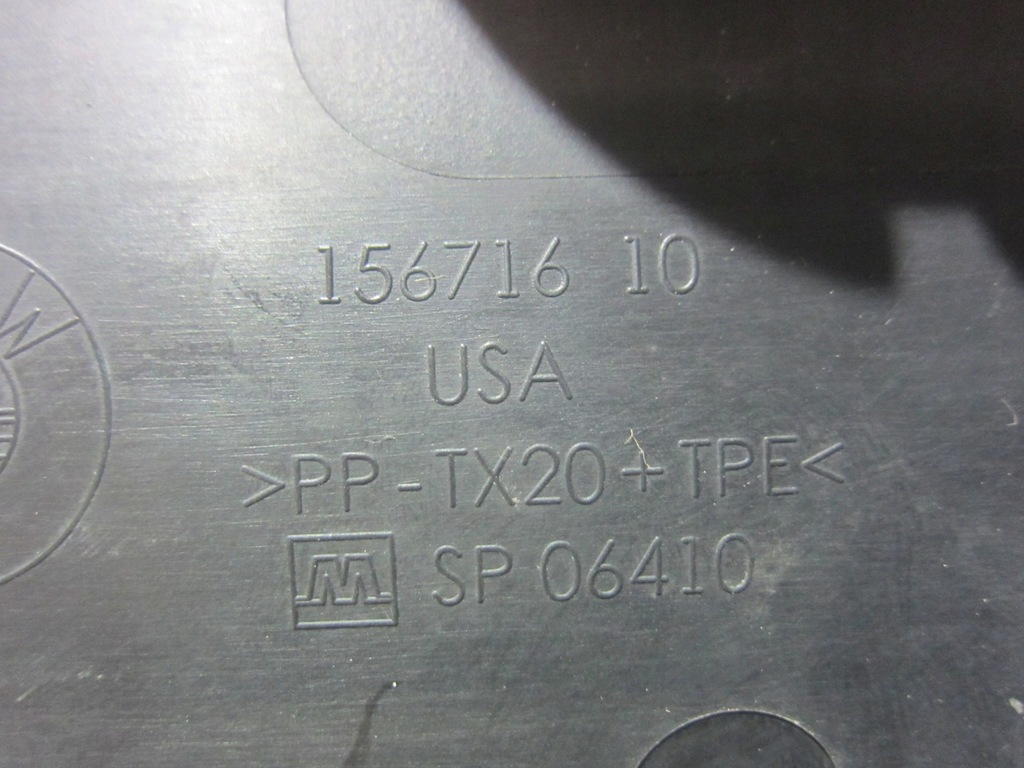 156716 10
USA
>PP-TX20+TPE<
M SP 06410
W